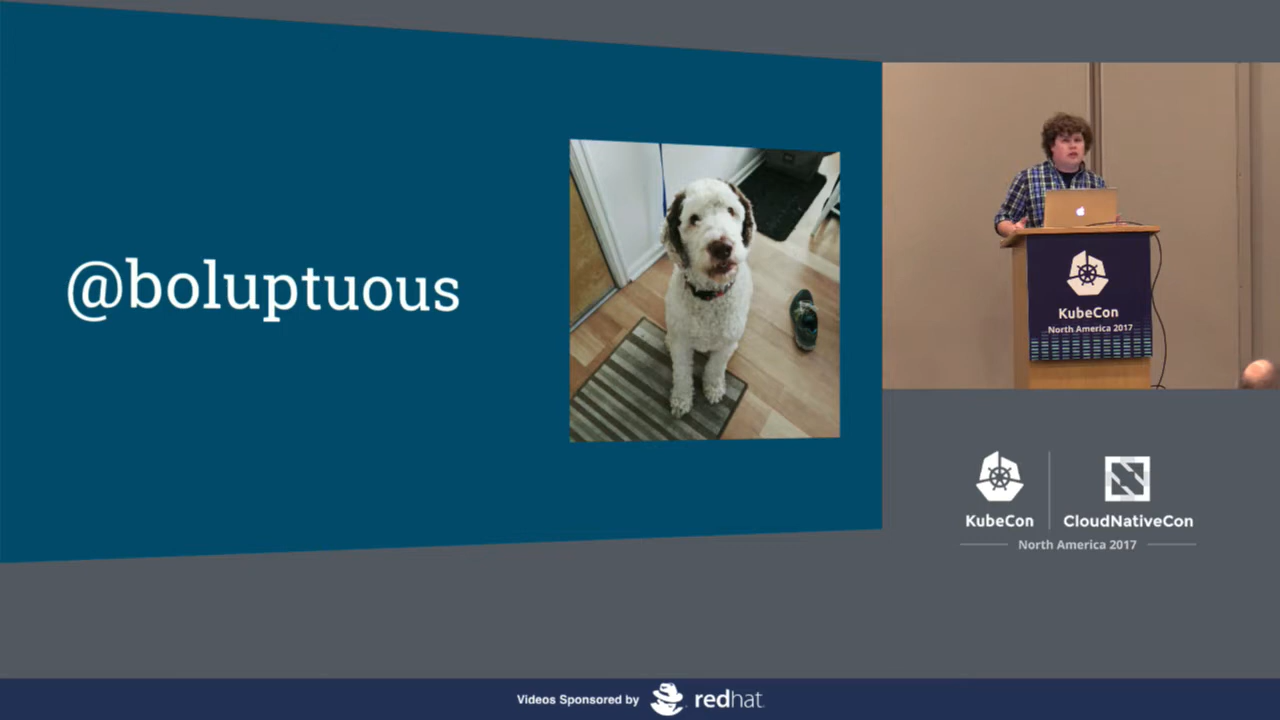 @boluptuous
KubeCon
North America 2017
KubeCon
CloudNativeCon
North America 2017
Videos Sponsored by
redhat